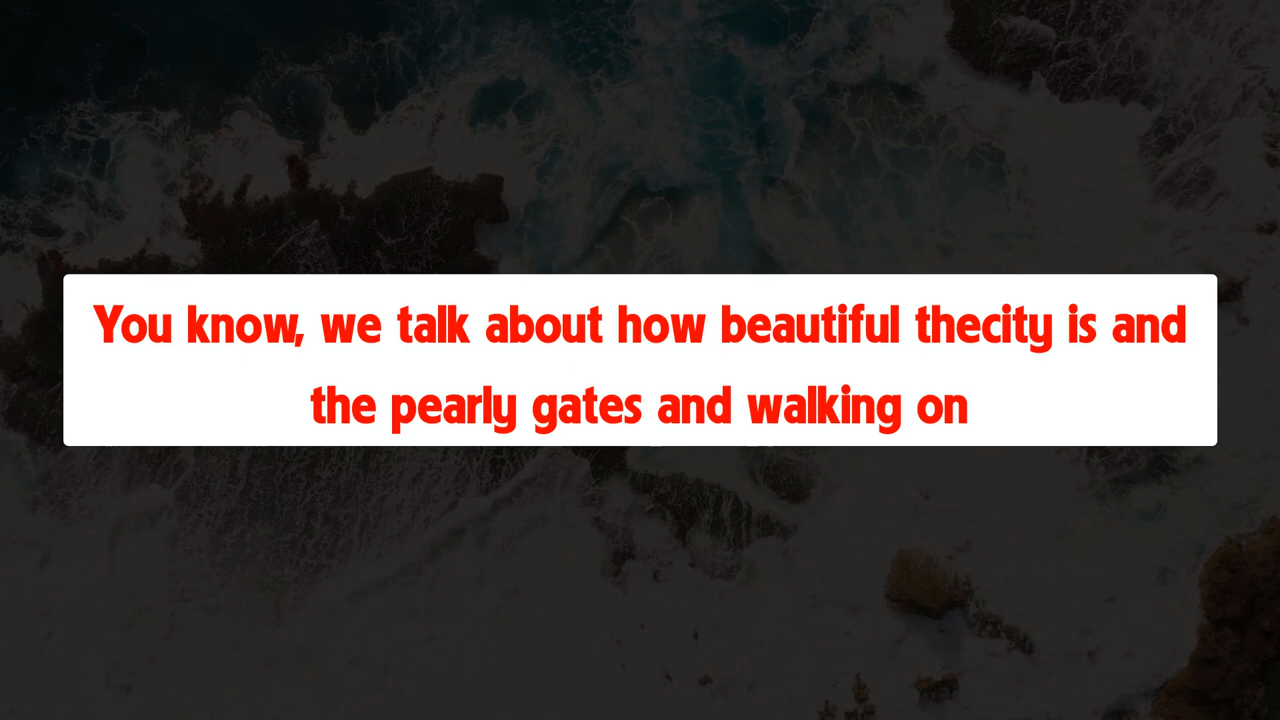 You know, we talk about how beautiful thecity is and
the pearly gates and walking on